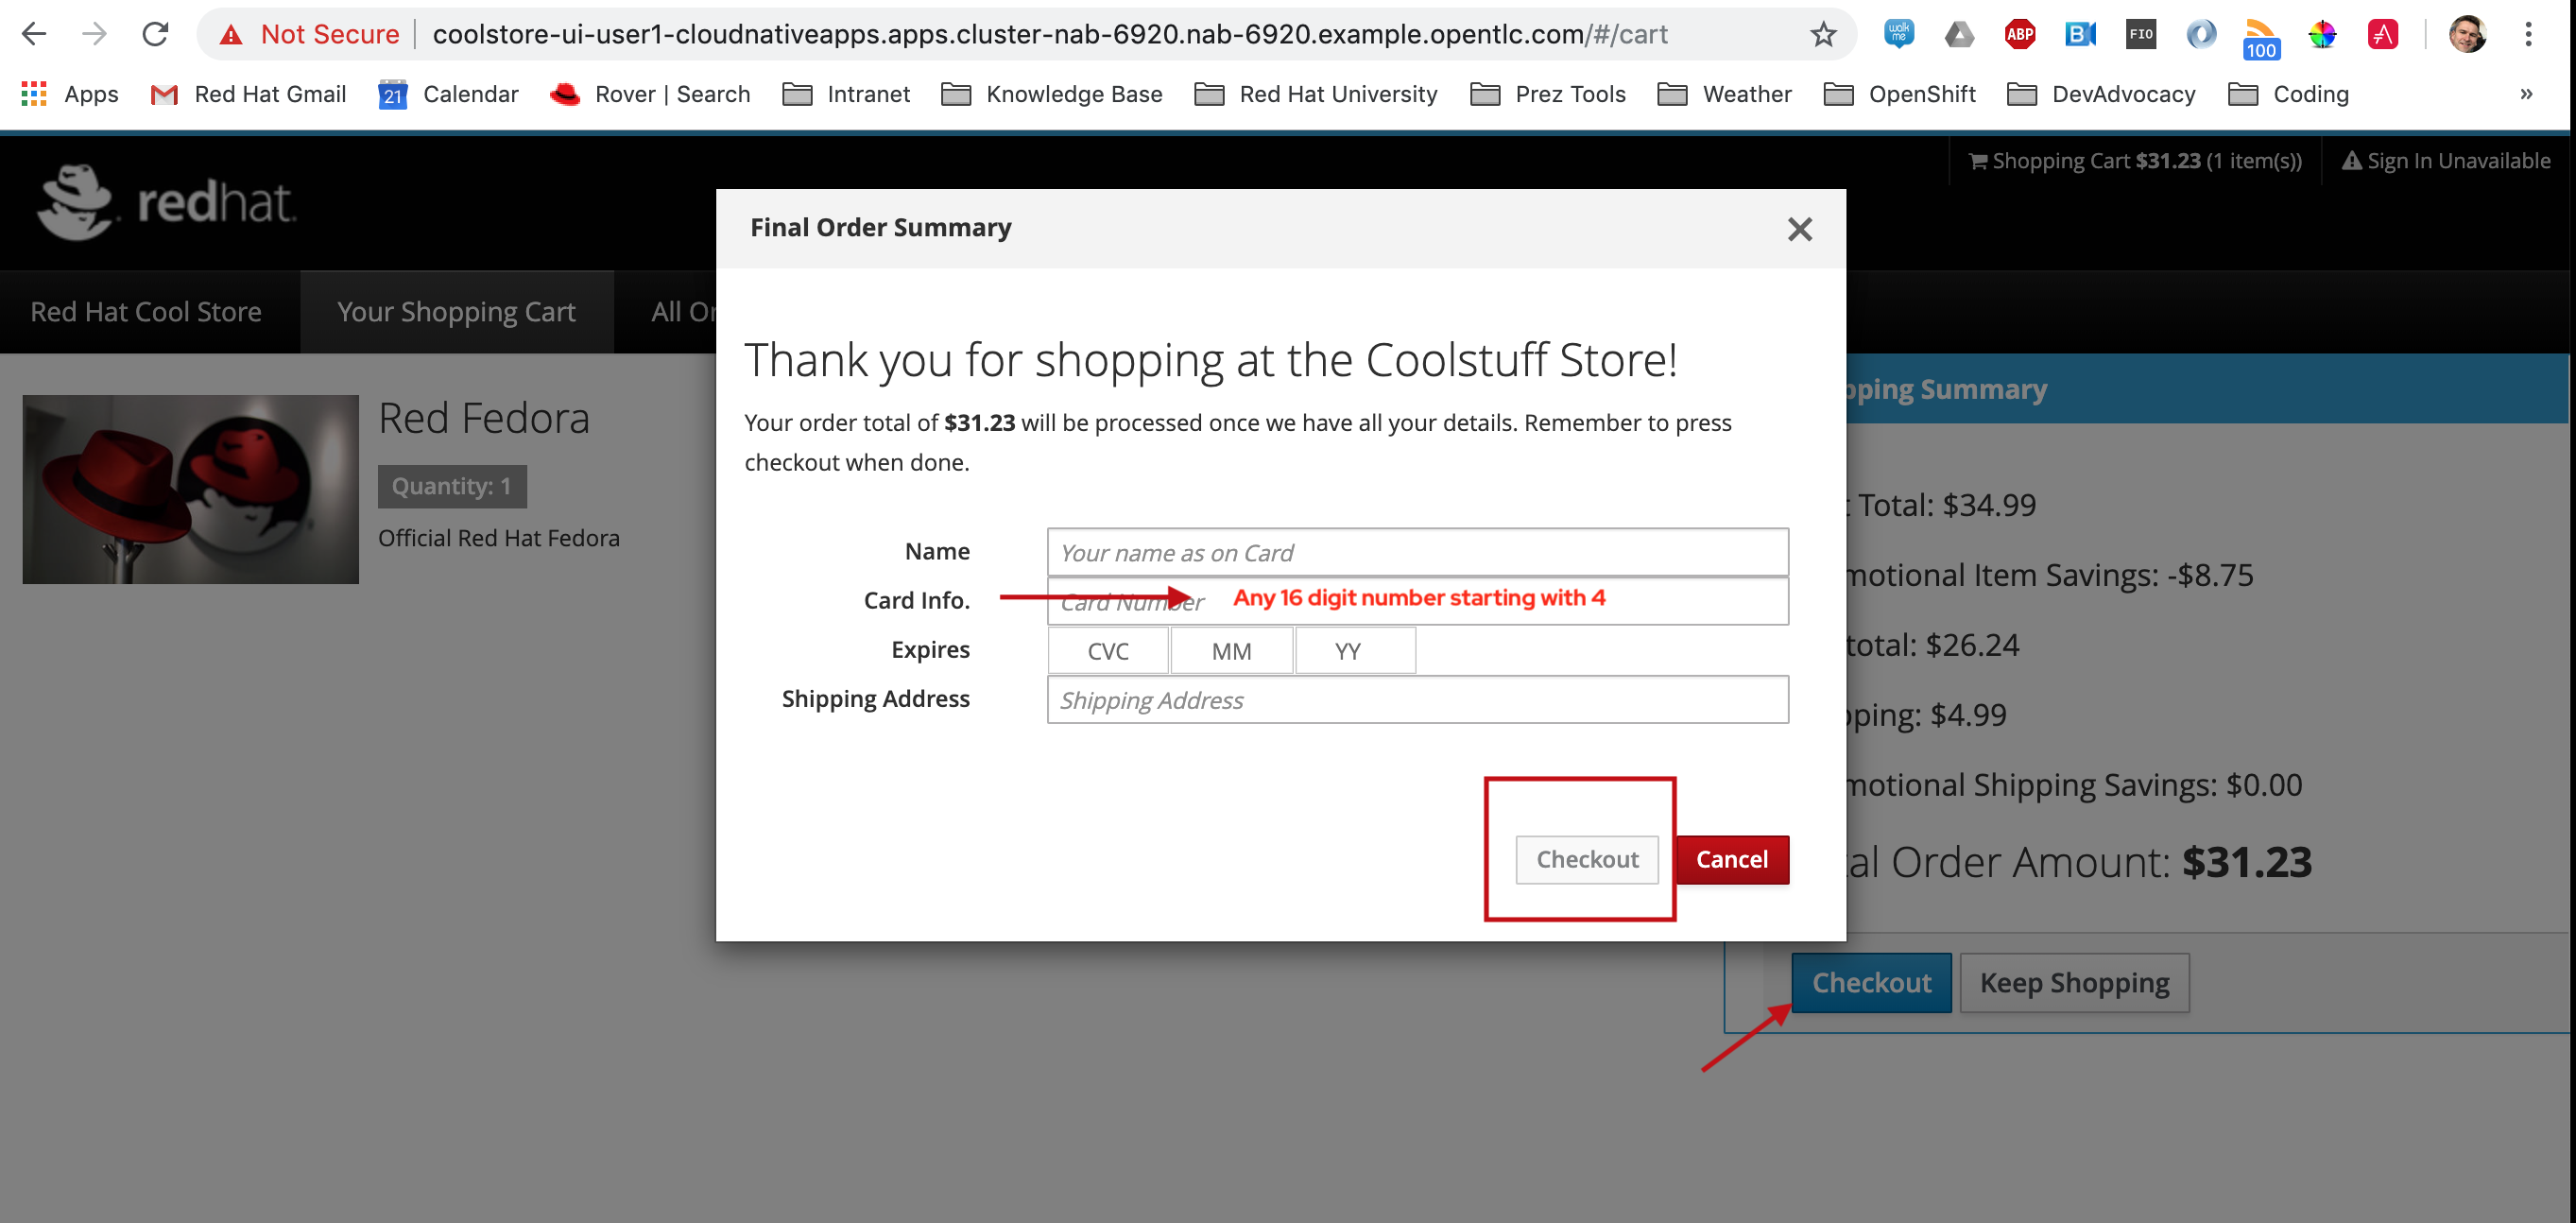 Not Secure coolstore-ui-user1-cloudnativeapps.apps.cluster-nab-6920.nab-6920.example.opentlc.com/#/cart
walk me ABP B FIO 100
Apps Red Hat Gmail 21 Calendar Rover | Search Intranet Knowledge Base Red Hat University Prez Tools Weather OpenShift DevAdvocacy Coding »
Shopping Cart $31.23 (1 item(s)) Sign In Unavailable
redhat.
Final Order Summary
Red Hat Cool Store Your Shopping Cart All Or
Thank you for shopping at the Coolstuff Store!
Your order total of $31.23 will be processed once we have all your details. Remember to press
checkout when done.
Name Your name as on Card
Card Info. Card Number Any 16 digit number starting with 4
Expires CVC MM YY
Shipping Address Shipping Address
Checkout Cancel
Red Fedora
Quantity: 1
Official Red Hat Fedora
pping Summary
t Total: $34.99
motional Item Savings: -$8.75
total: $26.24
pping: $4.99
motional Shipping Savings: $0.00
al Order Amount: $31.23
Checkout Keep Shopping